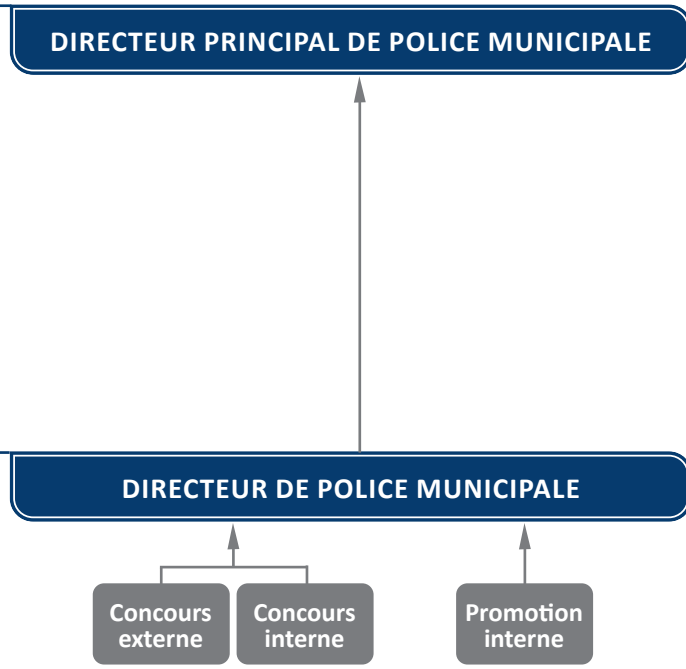 DIRECTEUR PRINCIPAL DE POLICE MUNICIPALE
DIRECTEUR DE POLICE MUNICIPALE
Concours
externe
Concours
interne
Promotion
interne